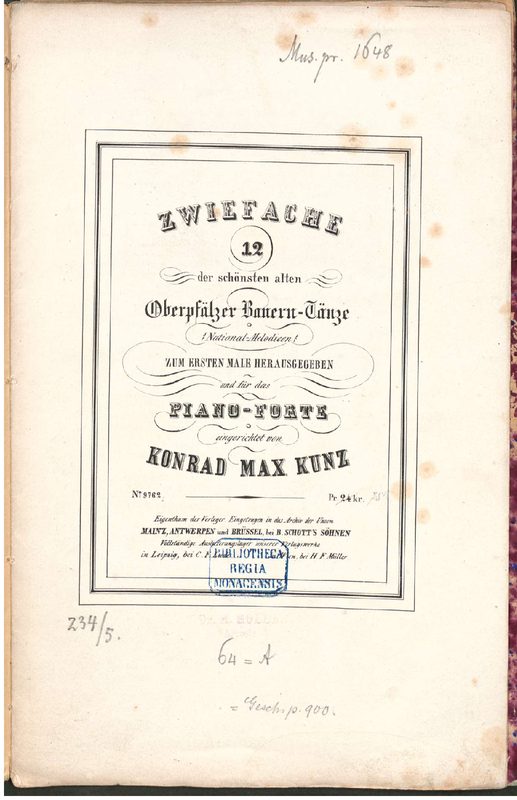 Mus. pr. 1648
ZWIEFACHE
12
der schönsten alten
Oberpfälzer Bauern-Tänze
(National-Melodieen)
ZUM ERSTEN MALE HERAUSGEGEBEN
und für das
PIANO-FORTE
eingerichtet von
KONRAD MAX KUNZ
Nº 9762. Pr. 24 kr.
Eigenthum der Verleger Eingetragen in das Archiv der Union
MAINZ, ANTWERPEN und BRÜSSEL, bei B. SCHOTT'S SÖHNEN
Vollständige Auslieferungslager unserer Verlagswerke
in Leipzig, bei C. F. bei H. F. Müller
BIBLIOTHECA
REGIA
MONACENSIS
234/5.
64 = A
= Gesch. p. 900.